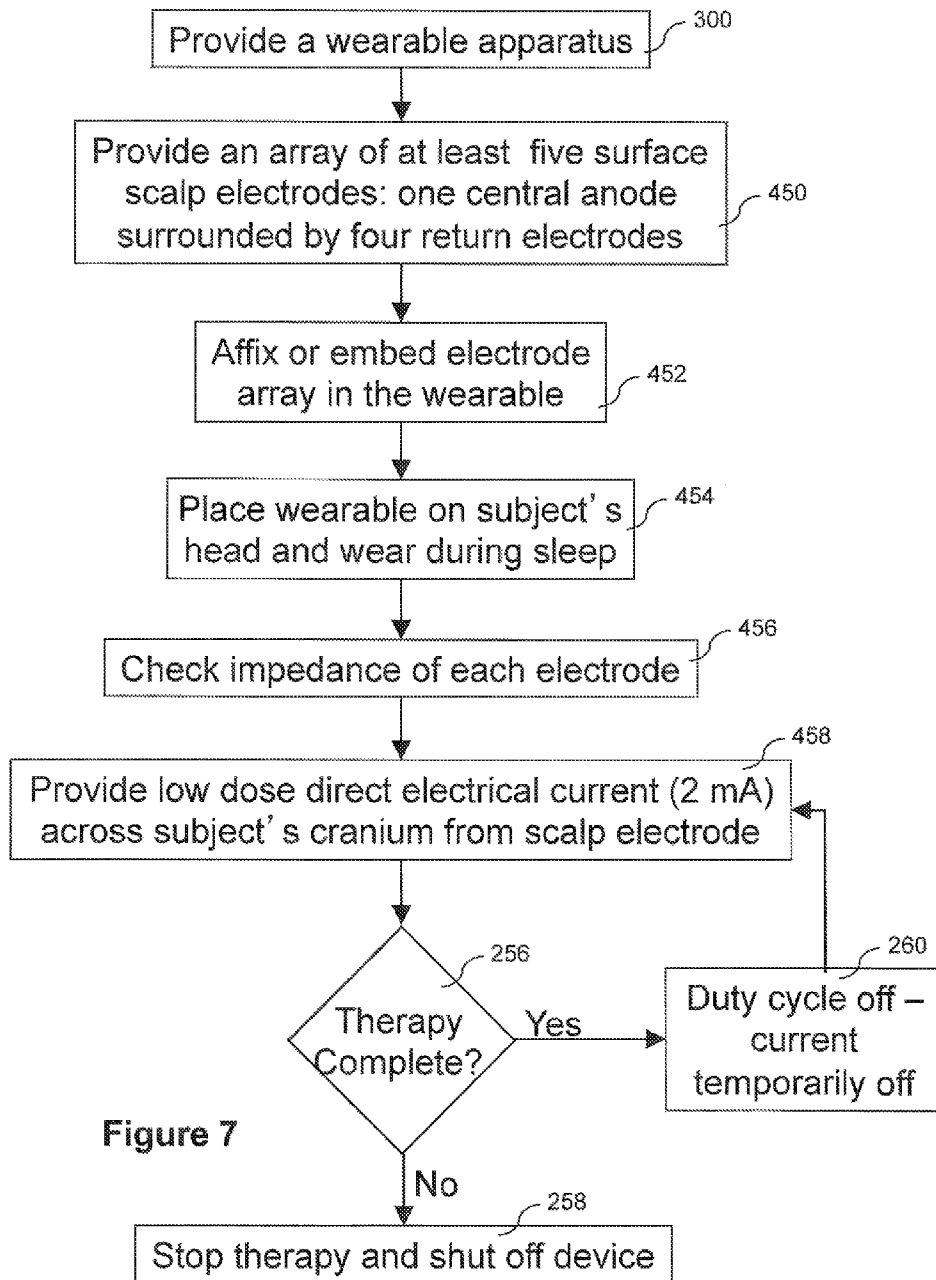 Provide a wearable apparatus
300
Provide an array of at least five surface
scalp electrodes: one central anode
surrounded by four return electrodes
450
Affix or embed electrode
array in the wearable
452
Place wearable on subject's
head and wear during sleep
454
Check impedance of each electrode
456
Provide low dose direct electrical current (2 mA)
across subject's cranium from scalp electrode
458
Therapy
Complete?
256
Yes
Duty cycle off –
current
temporarily off
260
Figure 7
No
Stop therapy and shut off device
258